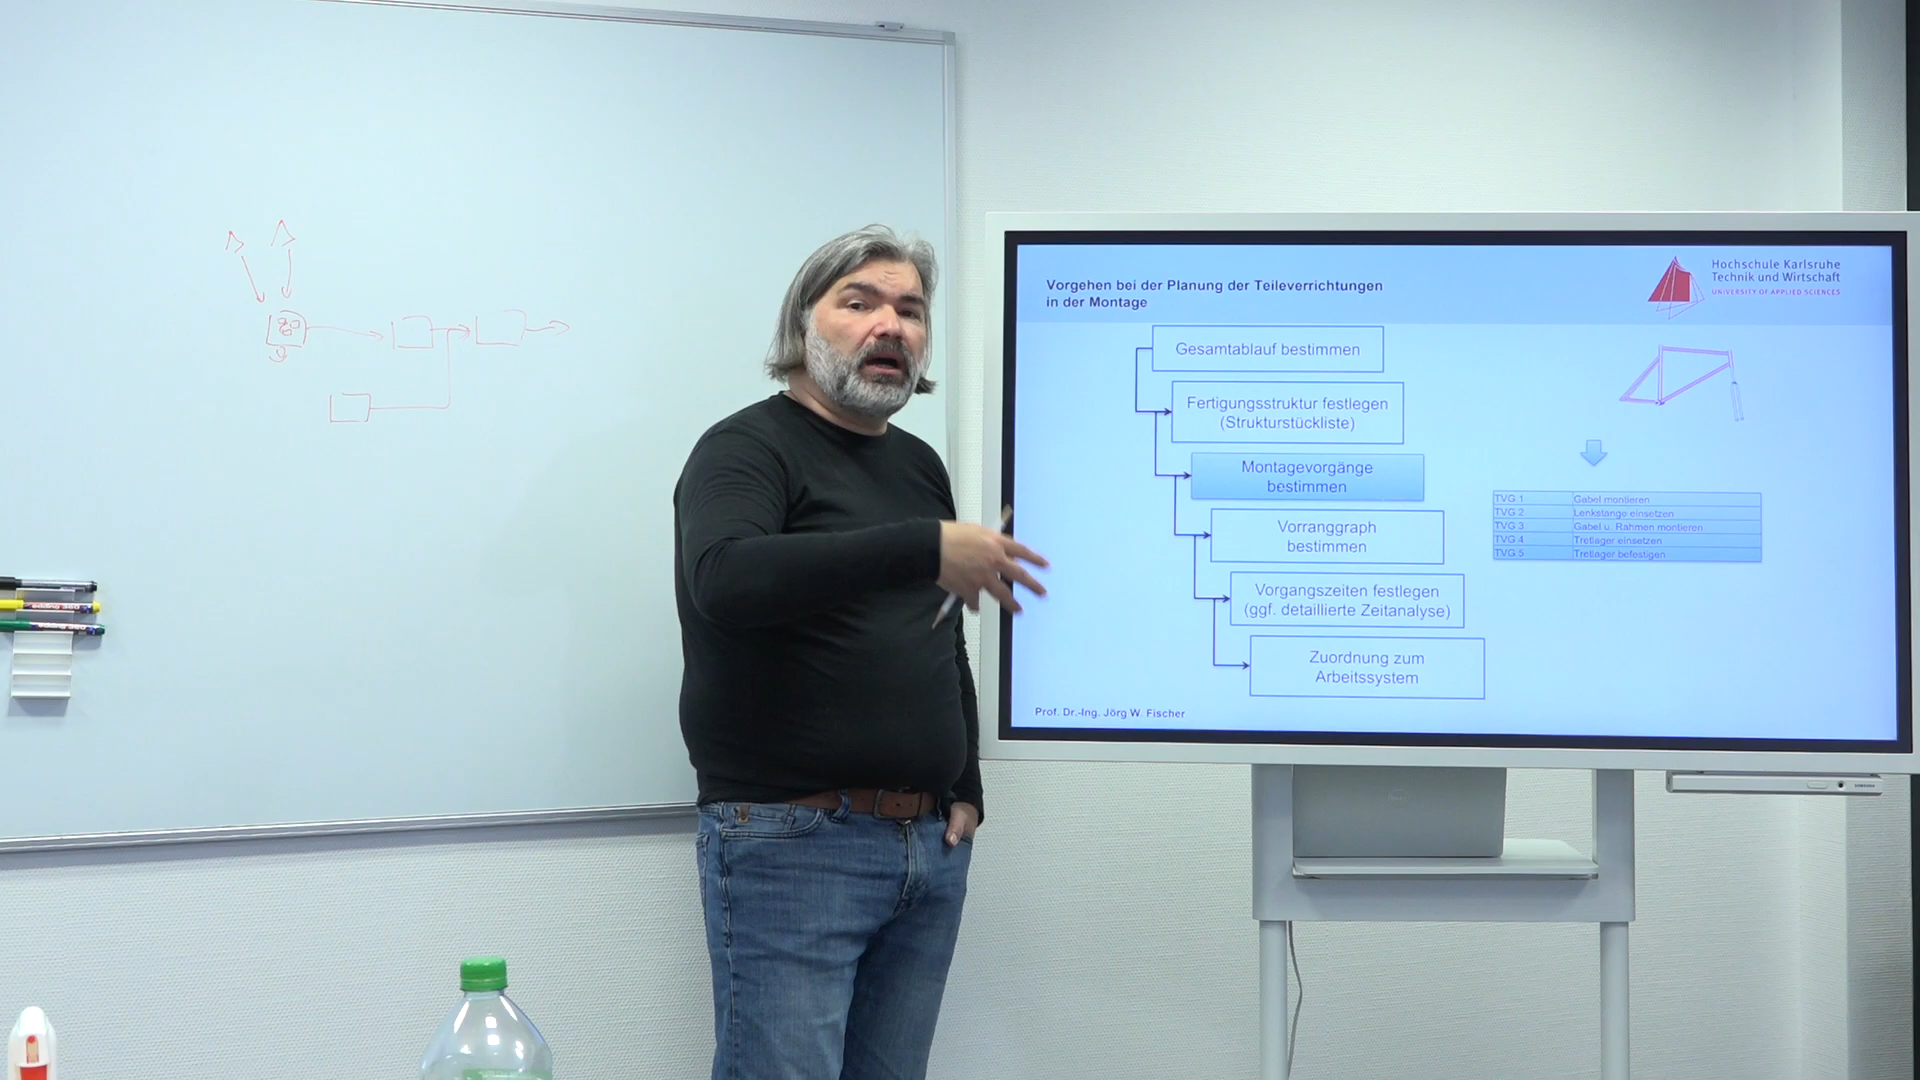 Vorgehen bei der Planung der Teileverrichtungen
in der Montage
Hochschule Karlsruhe
Technik und Wirtschaft
UNIVERSITY OF APPLIED SCIENCES
Gesamtablauf bestimmen
Fertigungsstruktur festlegen
(Strukturstückliste)
Montagevorgänge
bestimmen
Vorranggraph
bestimmen
Vorgangszeiten festlegen
(ggf. detaillierte Zeitanalyse)
Zuordnung zum
Arbeitssystem
TVG 1 Gabel montieren
TVG 2 Lenkstange einsetzen
TVG 3 Gabel u. Rahmen montieren
TVG 4 Tretlager einsetzen
TVG 5 Tretlager befestigen
Prof. Dr.-Ing. Jörg W. Fischer
SAMSUNG